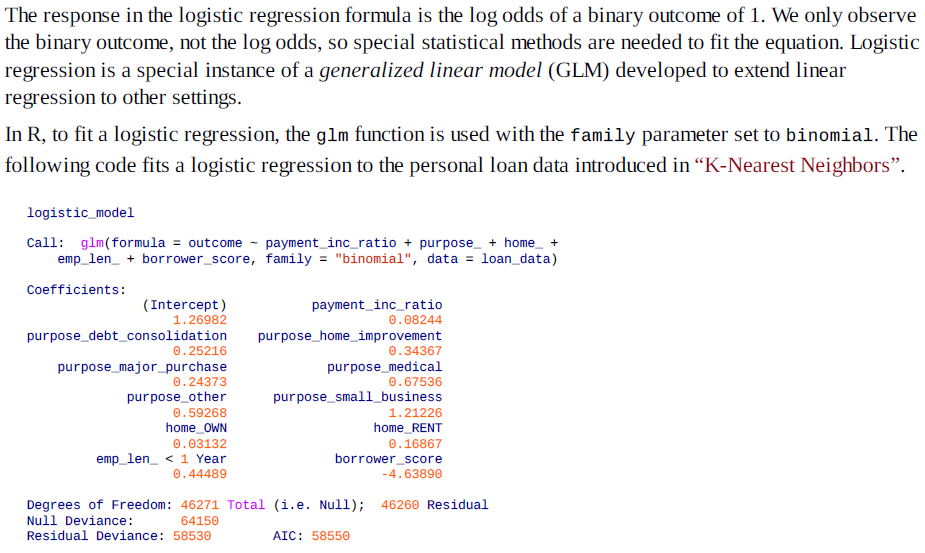 The response in the logistic regression formula is the log odds of a binary outcome of 1. We only observe
the binary outcome, not the log odds, so special statistical methods are needed to fit the equation. Logistic
regression is a special instance of a generalized linear model (GLM) developed to extend linear
regression to other settings.
In R, to fit a logistic regression, the glm function is used with the family parameter set to binomial. The
following code fits a logistic regression to the personal loan data introduced in “K-Nearest Neighbors”.
logistic_model
Call:  glm(formula = outcome ~ payment_inc_ratio + purpose_ + home_ +
    emp_len_ + borrower_score, family = "binomial", data = loan_data)
Coefficients:
               (Intercept)           payment_inc_ratio
                   1.26982                     0.08244
purpose_debt_consolidation    purpose_home_improvement
                   0.25216                     0.34367
    purpose_major_purchase             purpose_medical
                   0.24373                     0.67536
             purpose_other      purpose_small_business
                   0.59268                     1.21226
                  home_OWN                   home_RENT
                   0.03132                     0.16867
         emp_len_ < 1 Year              borrower_score
                   0.44489                    -4.63890
Degrees of Freedom: 46271 Total (i.e. Null);  46260 Residual
Null Deviance:      64150
Residual Deviance: 58530        AIC: 58550